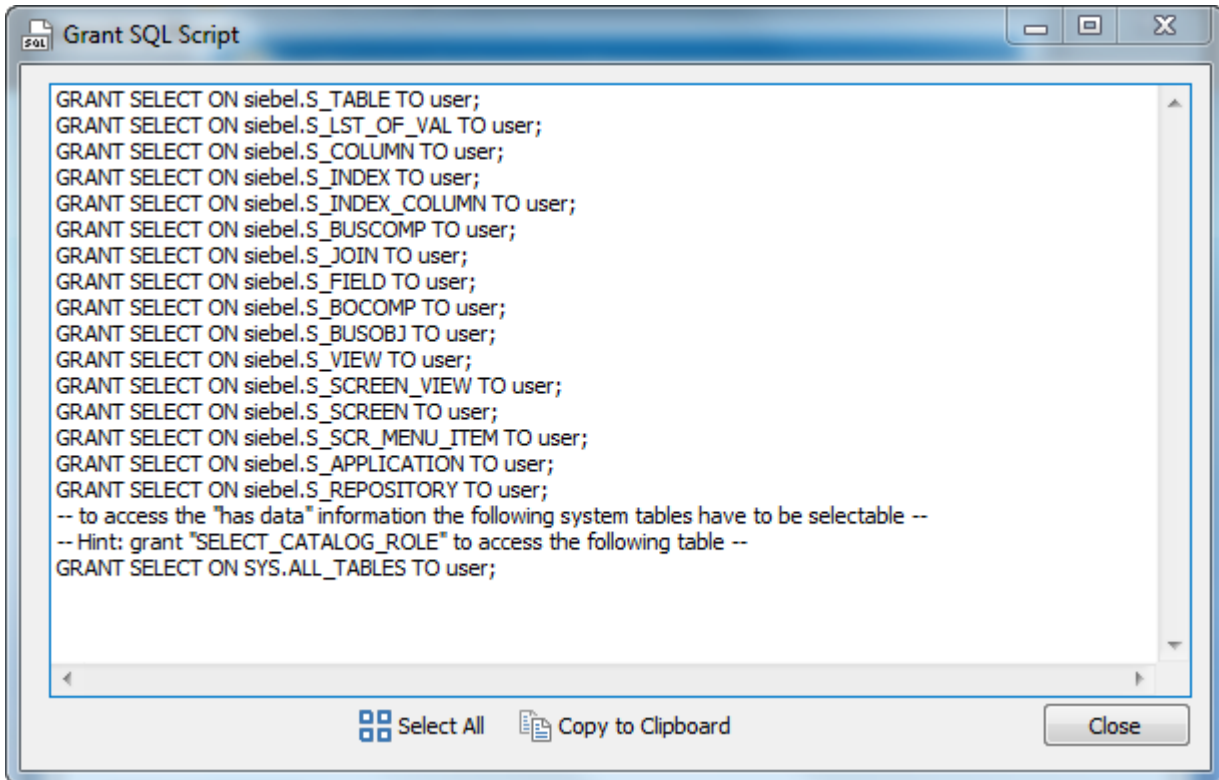 SQL
Grant SQL Script
GRANT SELECT ON siebel.S_TABLE TO user;
GRANT SELECT ON siebel.S_LST_OF_VAL TO user;
GRANT SELECT ON siebel.S_COLUMN TO user;
GRANT SELECT ON siebel.S_INDEX TO user;
GRANT SELECT ON siebel.S_INDEX_COLUMN TO user;
GRANT SELECT ON siebel.S_BUSCOMP TO user;
GRANT SELECT ON siebel.S_JOIN TO user;
GRANT SELECT ON siebel.S_FIELD TO user;
GRANT SELECT ON siebel.S_BOCOMP TO user;
GRANT SELECT ON siebel.S_BUSOBJ TO user;
GRANT SELECT ON siebel.S_VIEW TO user;
GRANT SELECT ON siebel.S_SCREEN_VIEW TO user;
GRANT SELECT ON siebel.S_SCREEN TO user;
GRANT SELECT ON siebel.S_SCR_MENU_ITEM TO user;
GRANT SELECT ON siebel.S_APPLICATION TO user;
GRANT SELECT ON siebel.S_REPOSITORY TO user;
-- to access the "has data" information the following system tables have to be selectable --
-- Hint: grant "SELECT_CATALOG_ROLE" to access the following table --
GRANT SELECT ON SYS.ALL_TABLES TO user;
Select All
Copy to Clipboard
Close